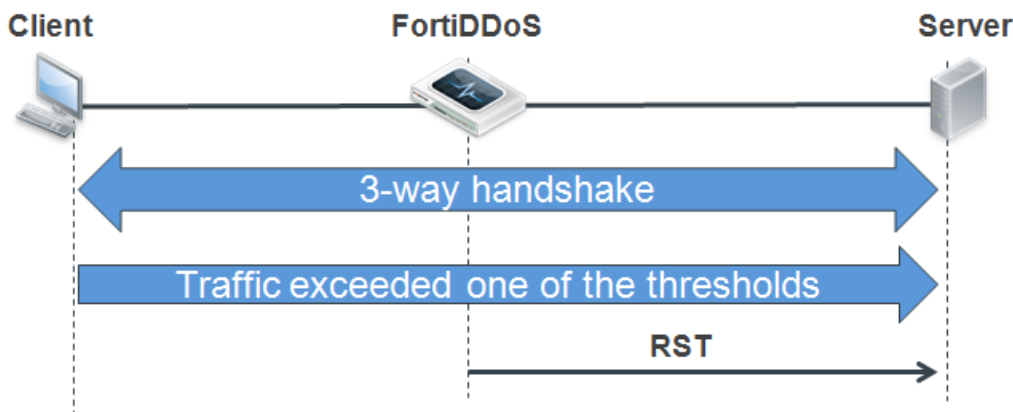 Client
FortiDDoS
Server
3-way handshake
Traffic exceeded one of the thresholds
RST